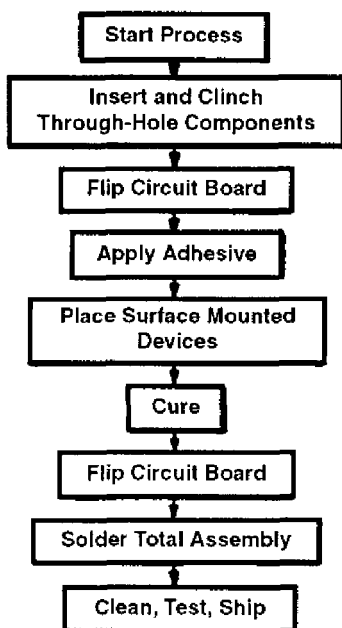 Start Process
Insert and Clinch
Through-Hole Components
Flip Circuit Board
Apply Adhesive
Place Surface Mounted
Devices
Cure
Flip Circuit Board
Solder Total Assembly
Clean, Test, Ship